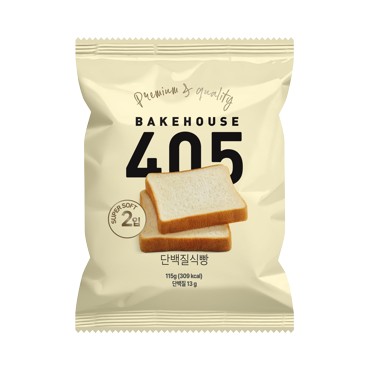 Premium & quality
BAKEHOUSE
405
SUPER SOFT
2입
단백질식빵
115g (309 kcal)
단백질 13 g